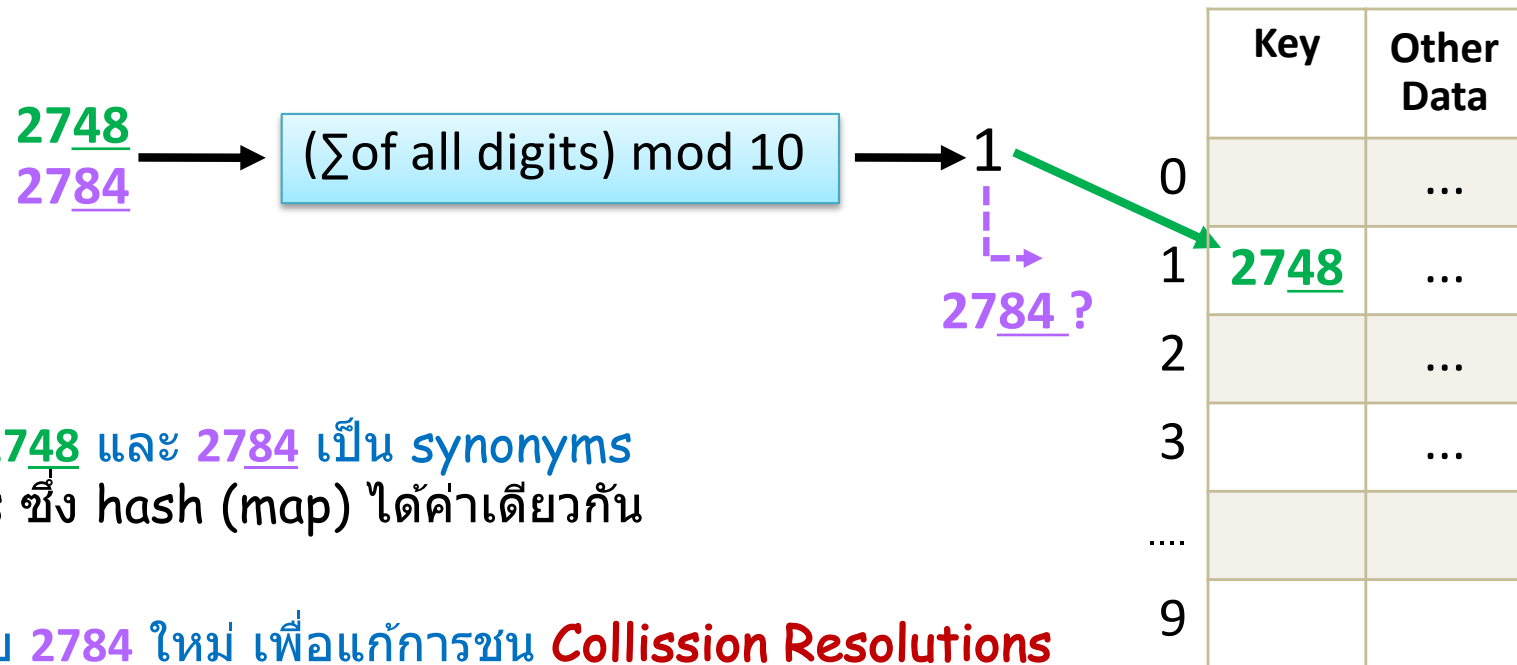 Key Other Data
2748
2784
(∑of all digits) mod 10
1
2784 ?
0 ...
1 2748 ...
2 ...
3 ...
....
9
748 และ 2784 เป็น synonyms
ซึ่ง hash (map) ได้ค่าเดียวกัน
2784 ใหม่ เพื่อแก้การชน Collission Resolutions